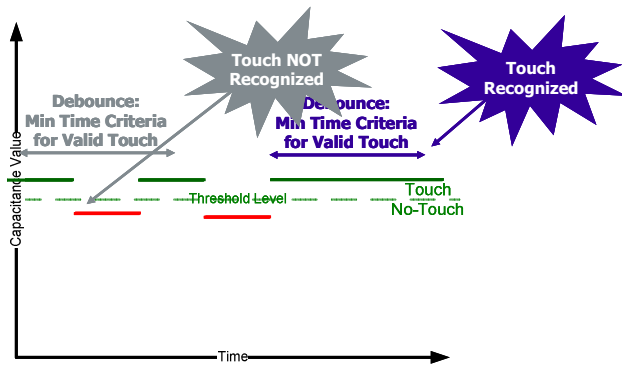 Touch NOT
Recognized
Touch
Recognized
Debounce:
Min Time Criteria
for Valid Touch
Debounce:
Min Time Criteria
for Valid Touch
Capacitance Value
Threshold Level
Touch
No-Touch
Time